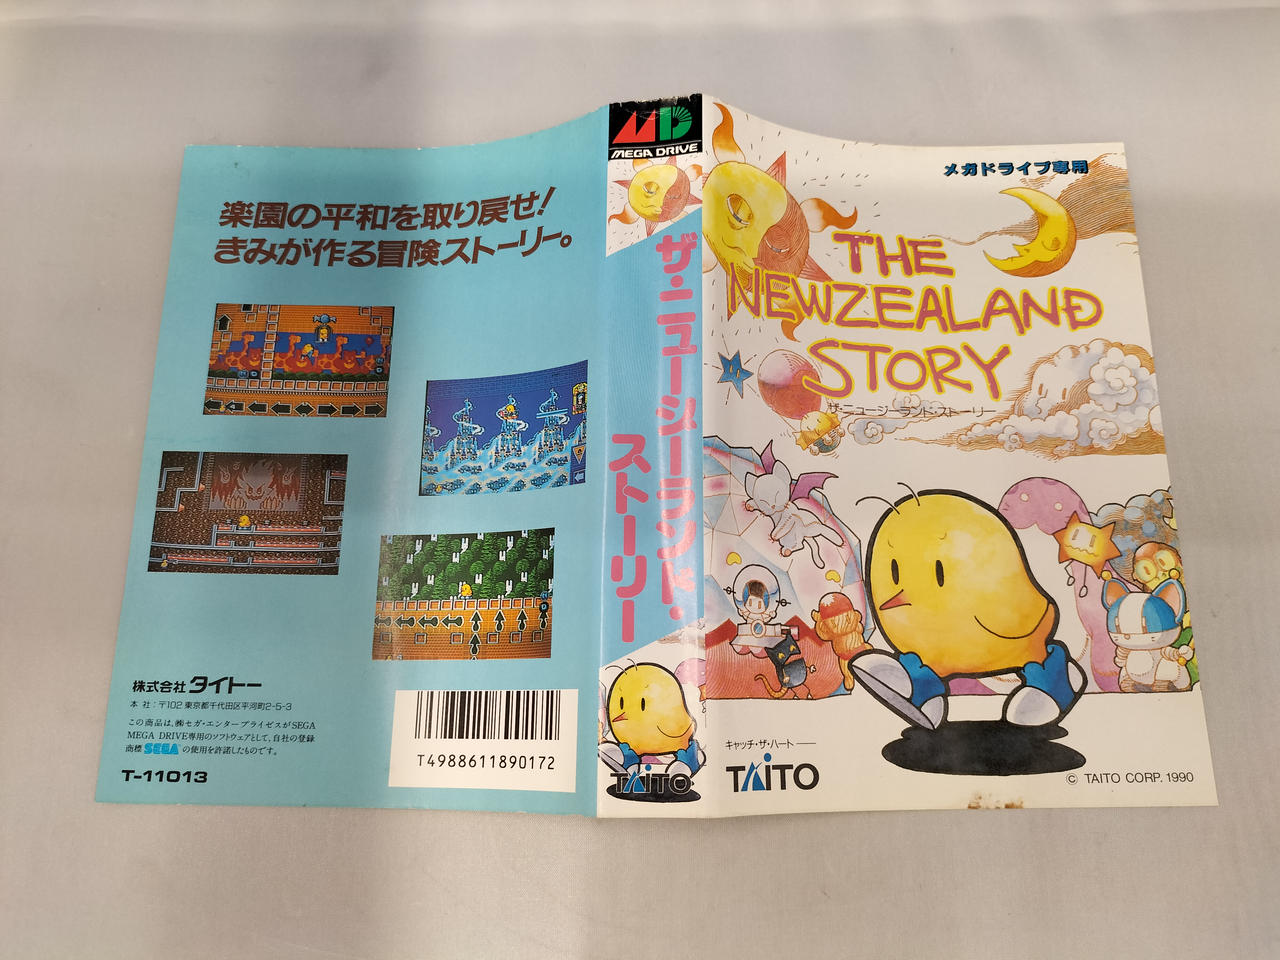 楽園の平和を取り戻せ!
きみが作る冒険ストーリー。
株式会社 タイトー
本 社:〒102 東京都千代田区平河町2-5-3
この商品は、㈱セガ・エンタープライゼスがSEGA
MEGA DRIVE専用のソフトウェアとして、自社の登録
商標 SEGA の使用を許諾したものです。
T-11013
T4988611890172
MD
MEGA DRIVE
ザ・ニュージーランド・
ストーリー
TAITO
メガドライブ専用
THE
NEWZEALAND
STORY
ザ・ニュージーランド・ストーリー
キャッチ・ザ・ハート
TAITO
© TAITO CORP. 1990